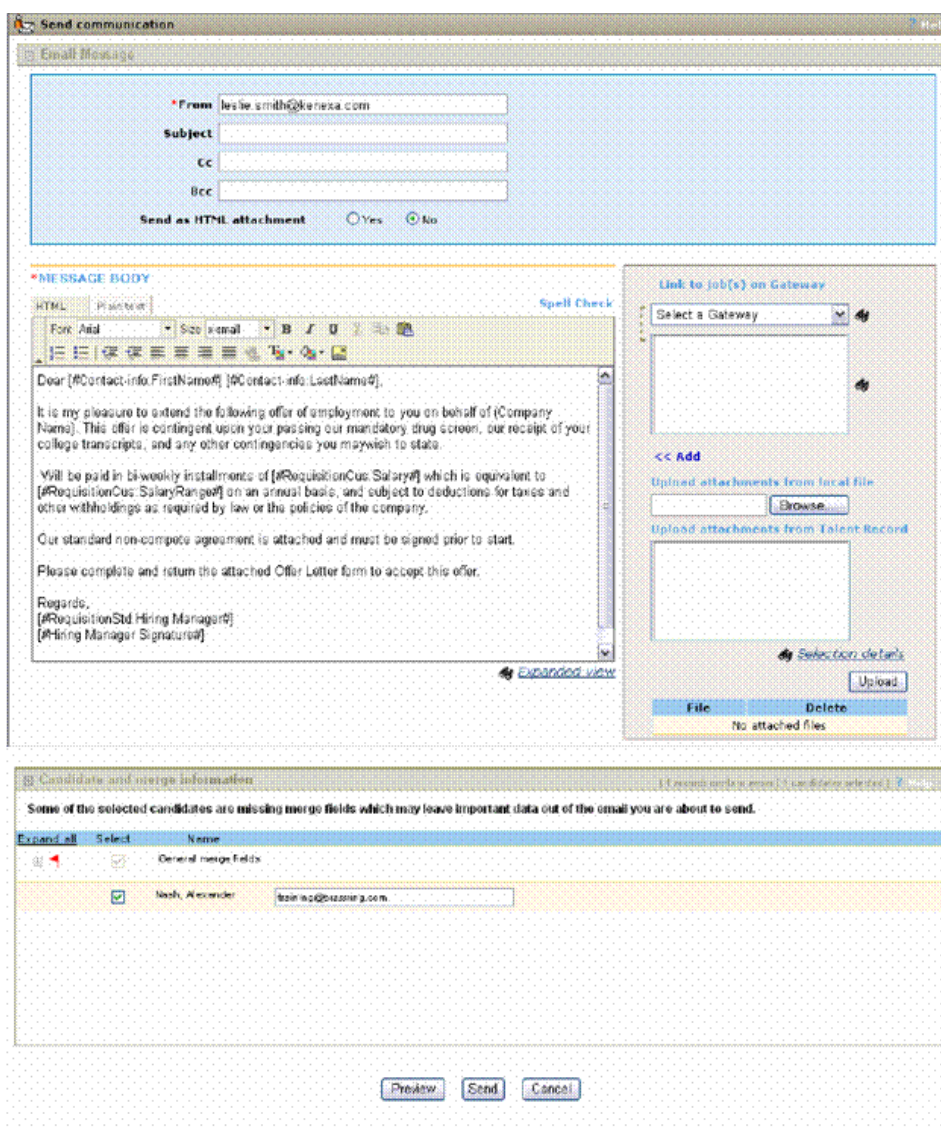 Send communication
? Help
Email Message
*From leslie.smith@kenexa.com
Subject
Cc
Bcc
Send as HTML attachment Yes No
*MESSAGE BODY
HTML Plain text Spell Check
Font Arial Size x-small B I U
Dear [#Contact-info:FirstName#] [#Contact-info:LastName#],
It is my pleasure to extend the following offer of employment to you on behalf of (Company
Name). This offer is contingent upon your passing our mandatory drug screen, our receipt of your
college transcripts, and any other contingencies you maywish to state.
Will be paid in bi-weekly installments of [#RequisitionCus:Salary#] which is equivalent to
[#RequisitionCus:SalaryRange#] on an annual basis, and subject to deductions for taxes and
other withholdings as required by law or the policies of the company.
Our standard non-compete agreement is attached and must be signed prior to start.
Please complete and return the attached Offer Letter form to accept this offer.
Regards,
[#RequisitionStd:Hiring Manager#]
[#Hiring Manager Signature#]
Expanded view
Link to job(s) on Gateway
Select a Gateway
<< Add
Upload attachments from local file
Browse...
Upload attachments from Talent Record
Selection details
Upload
File Delete
No attached files
Candidate and merge information
Some of the selected candidates are missing merge fields which may leave important data out of the email you are about to send.
Expand all Select Name
General merge fields
Nash, Alexander training@brassring.com
Preview Send Cancel